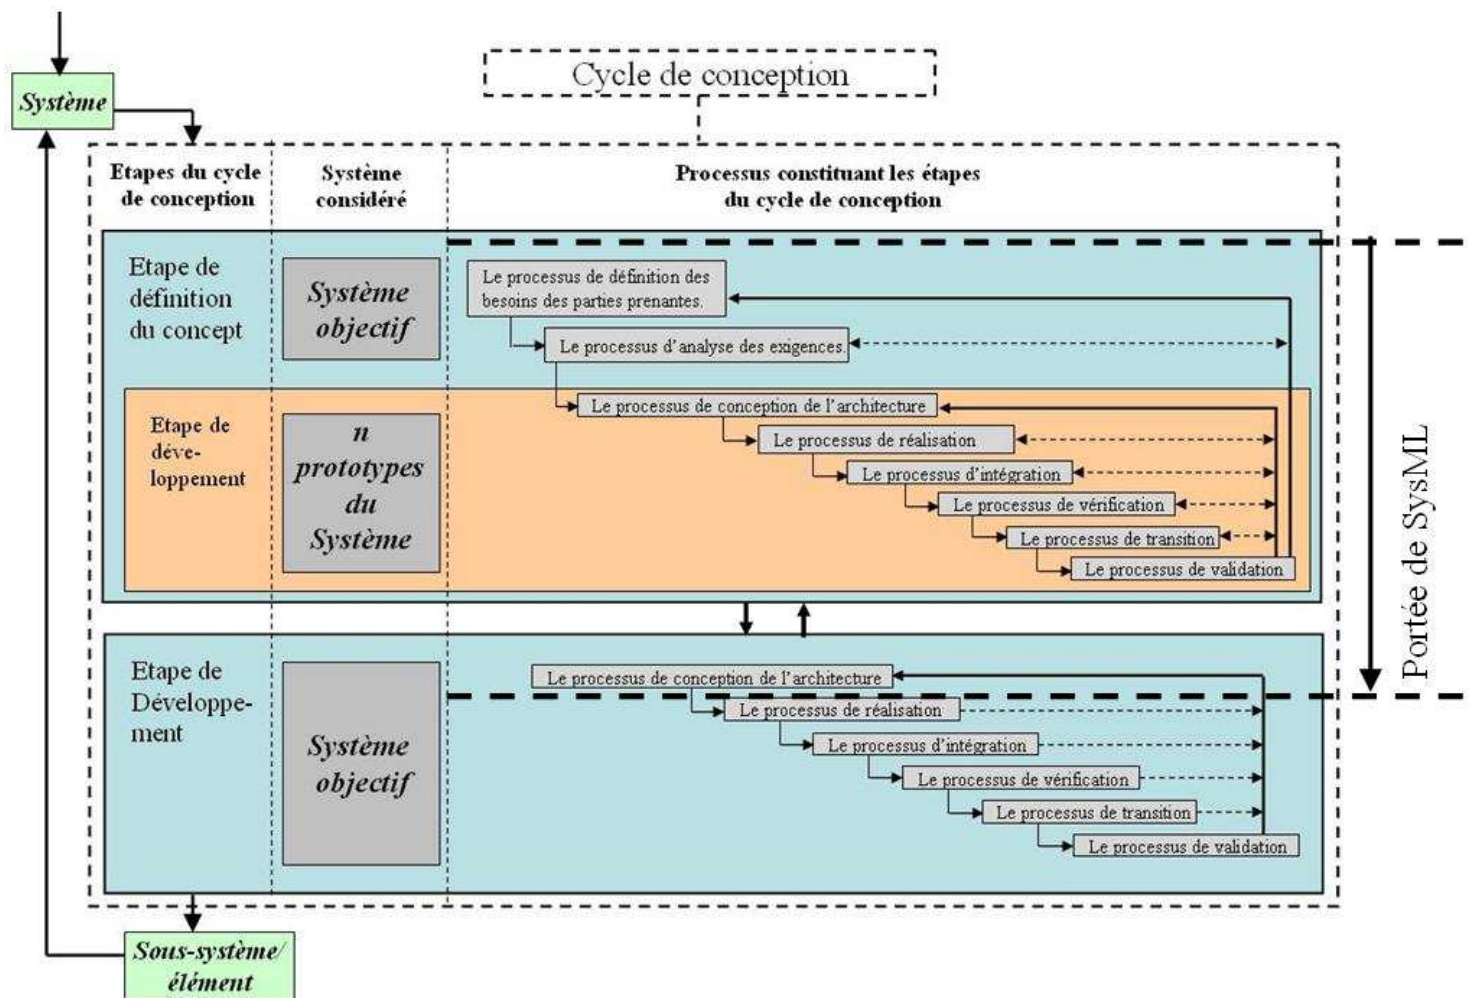 Cycle de conception
Système
Etapes du cycle
de conception
Système
considéré
Processus constituant les étapes
du cycle de conception
Etape de
définition
du concept
Système
objectif
Le processus de définition des
besoins des parties prenantes.
Le processus d'analyse des exigences.
Etape de
déve-
loppement
n
prototypes
du
Système
Le processus de conception de l'architecture
Le processus de réalisation
Le processus d'intégration
Le processus de vérification
Le processus de transition
Le processus de validation
Portée de SysML
Etape de
Développe-
ment
Système
objectif
Le processus de conception de l'architecture
Le processus de réalisation
Le processus d'intégration
Le processus de vérification
Le processus de transition
Le processus de validation
Sous-système/
élément